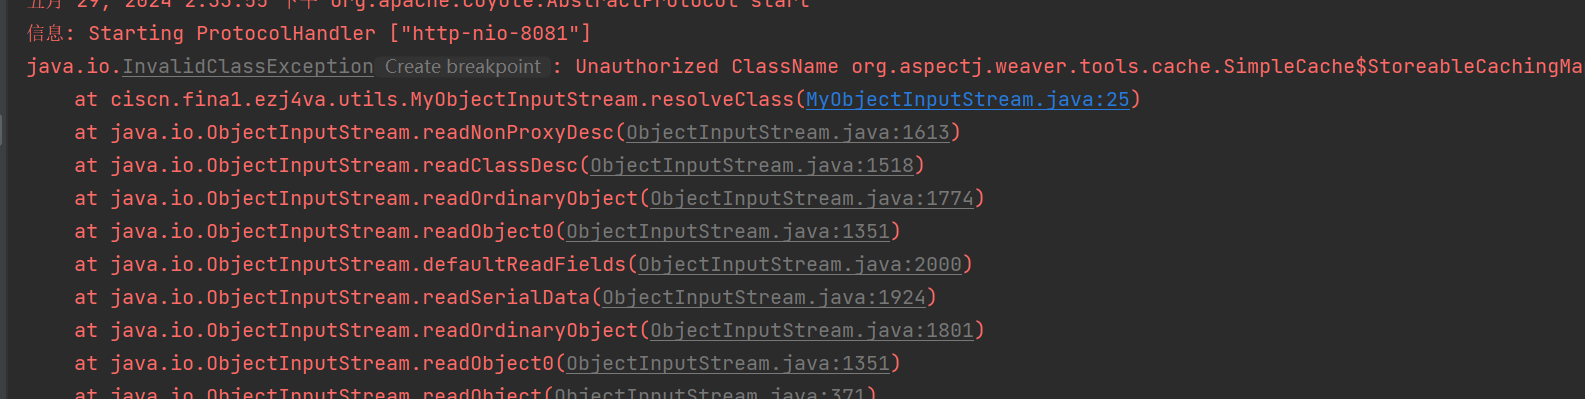 五月 29, 2024 2:33:55 下午 org.apache.coyote.AbstractProtocol start
信息: Starting ProtocolHandler ["http-nio-8081"]
java.io.InvalidClassException Create breakpoint : Unauthorized ClassName org.aspectj.weaver.tools.cache.SimpleCache$StoreableCachingMa
at ciscn.fina1.ezj4va.utils.MyObjectInputStream.resolveClass(MyObjectInputStream.java:25)
at java.io.ObjectInputStream.readNonProxyDesc(ObjectInputStream.java:1613)
at java.io.ObjectInputStream.readClassDesc(ObjectInputStream.java:1518)
at java.io.ObjectInputStream.readOrdinaryObject(ObjectInputStream.java:1774)
at java.io.ObjectInputStream.readObject0(ObjectInputStream.java:1351)
at java.io.ObjectInputStream.defaultReadFields(ObjectInputStream.java:2000)
at java.io.ObjectInputStream.readSerialData(ObjectInputStream.java:1924)
at java.io.ObjectInputStream.readOrdinaryObject(ObjectInputStream.java:1801)
at java.io.ObjectInputStream.readObject0(ObjectInputStream.java:1351)
at java.io.ObjectInputStream.readObject(ObjectInputStream.java:371)